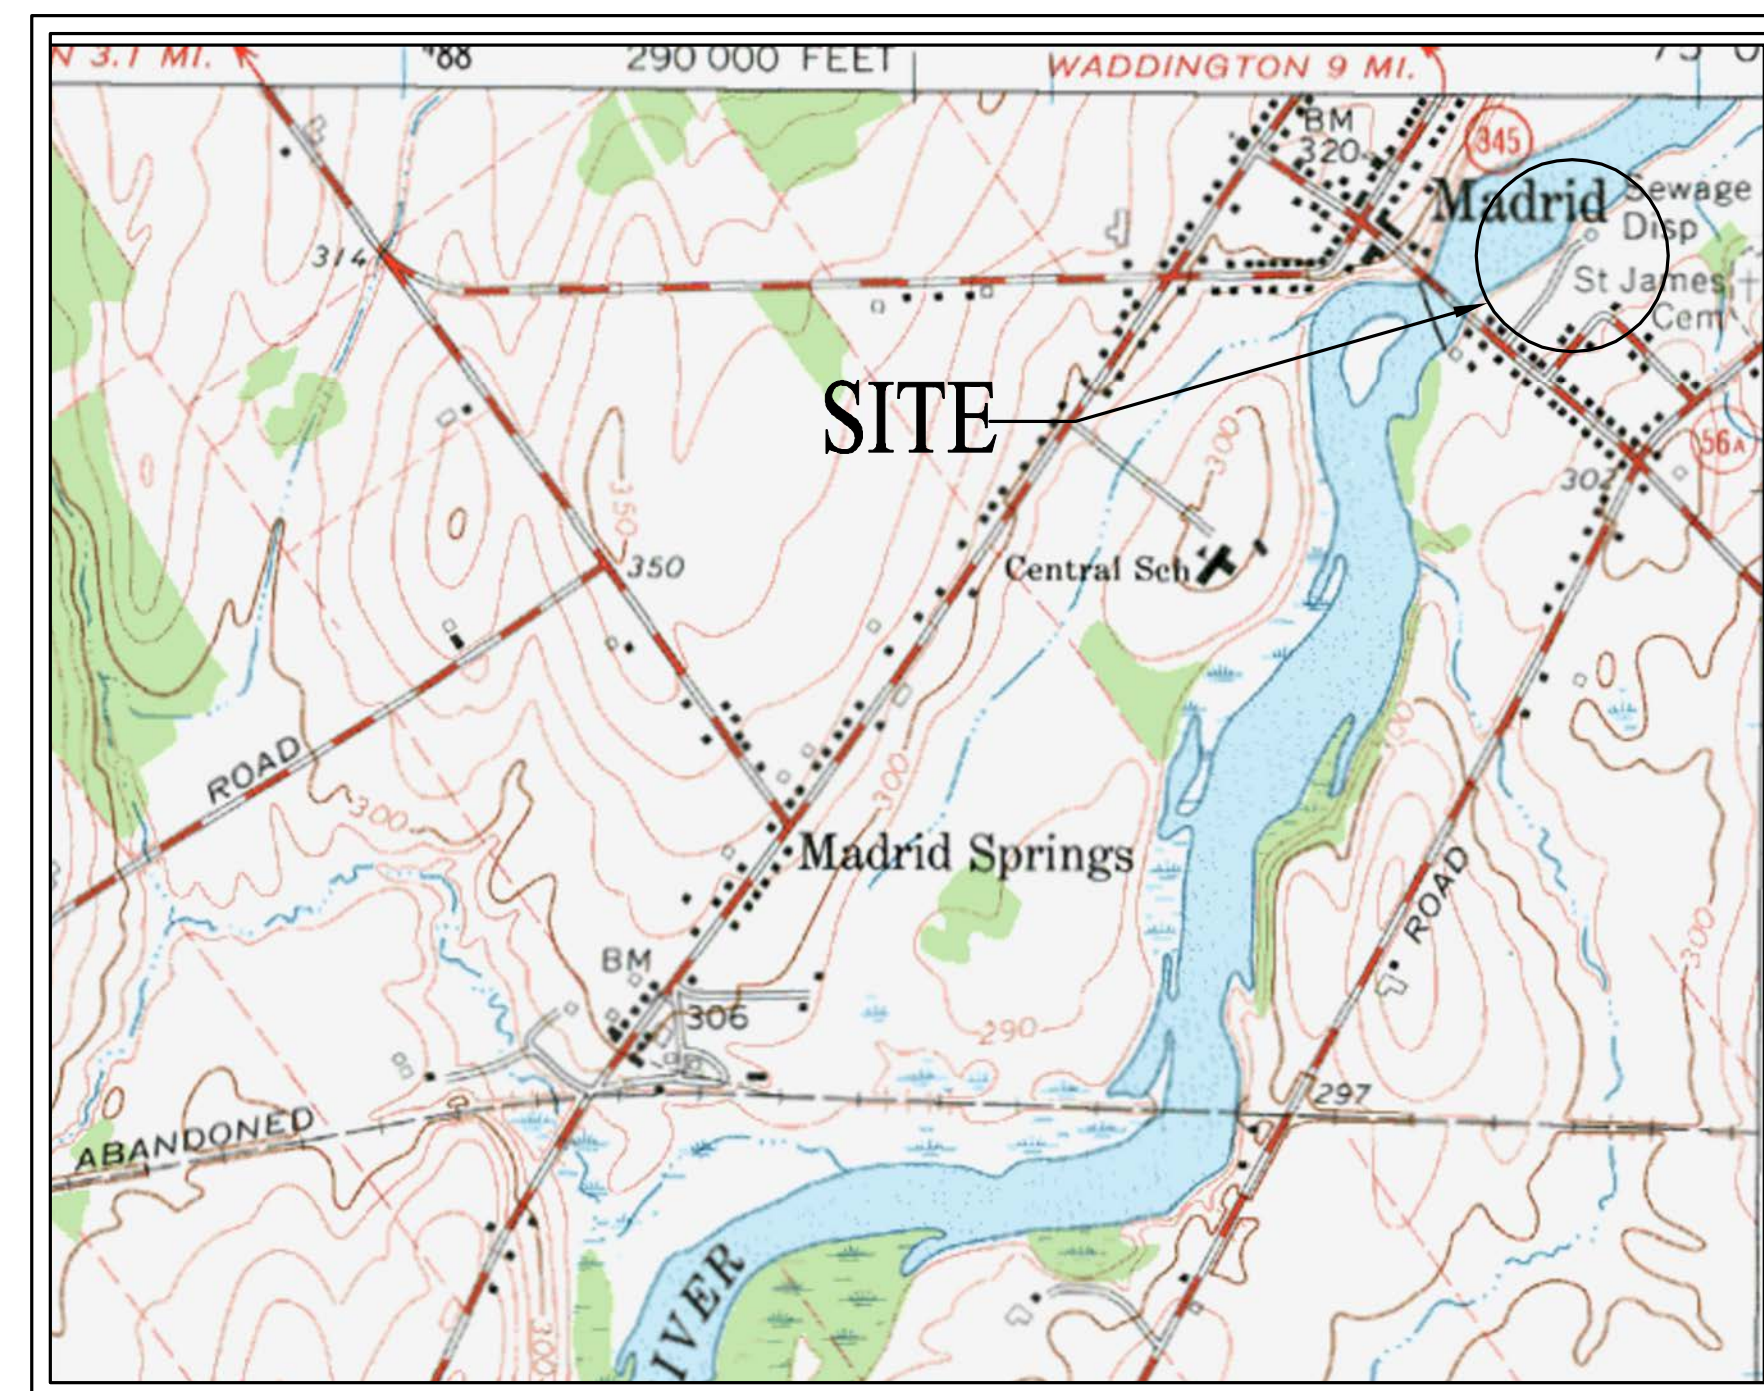 N 3.1 MI.
488
290 000 FEET
WADDINGTON 9 MI.
BM
320
345
Madrid
Sewage
Disp
St James
Cem
314
SITE
300
56A
302
350
350
Central Sch
ROAD
300
300
Madrid Springs
300
ROAD
300
BM
306
290
297
ABANDONED
IVER
300